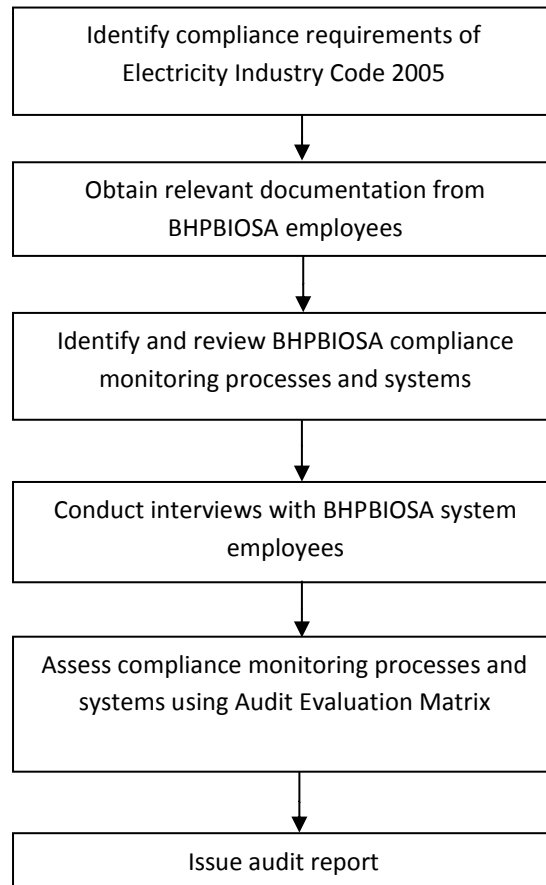 Identify compliance requirements of
Electricity Industry Code 2005
Obtain relevant documentation from
BHPBIOSA employees
Identify and review BHPBIOSA compliance
monitoring processes and systems
Conduct interviews with BHPBIOSA system
employees
Assess compliance monitoring processes and
systems using Audit Evaluation Matrix
Issue audit report